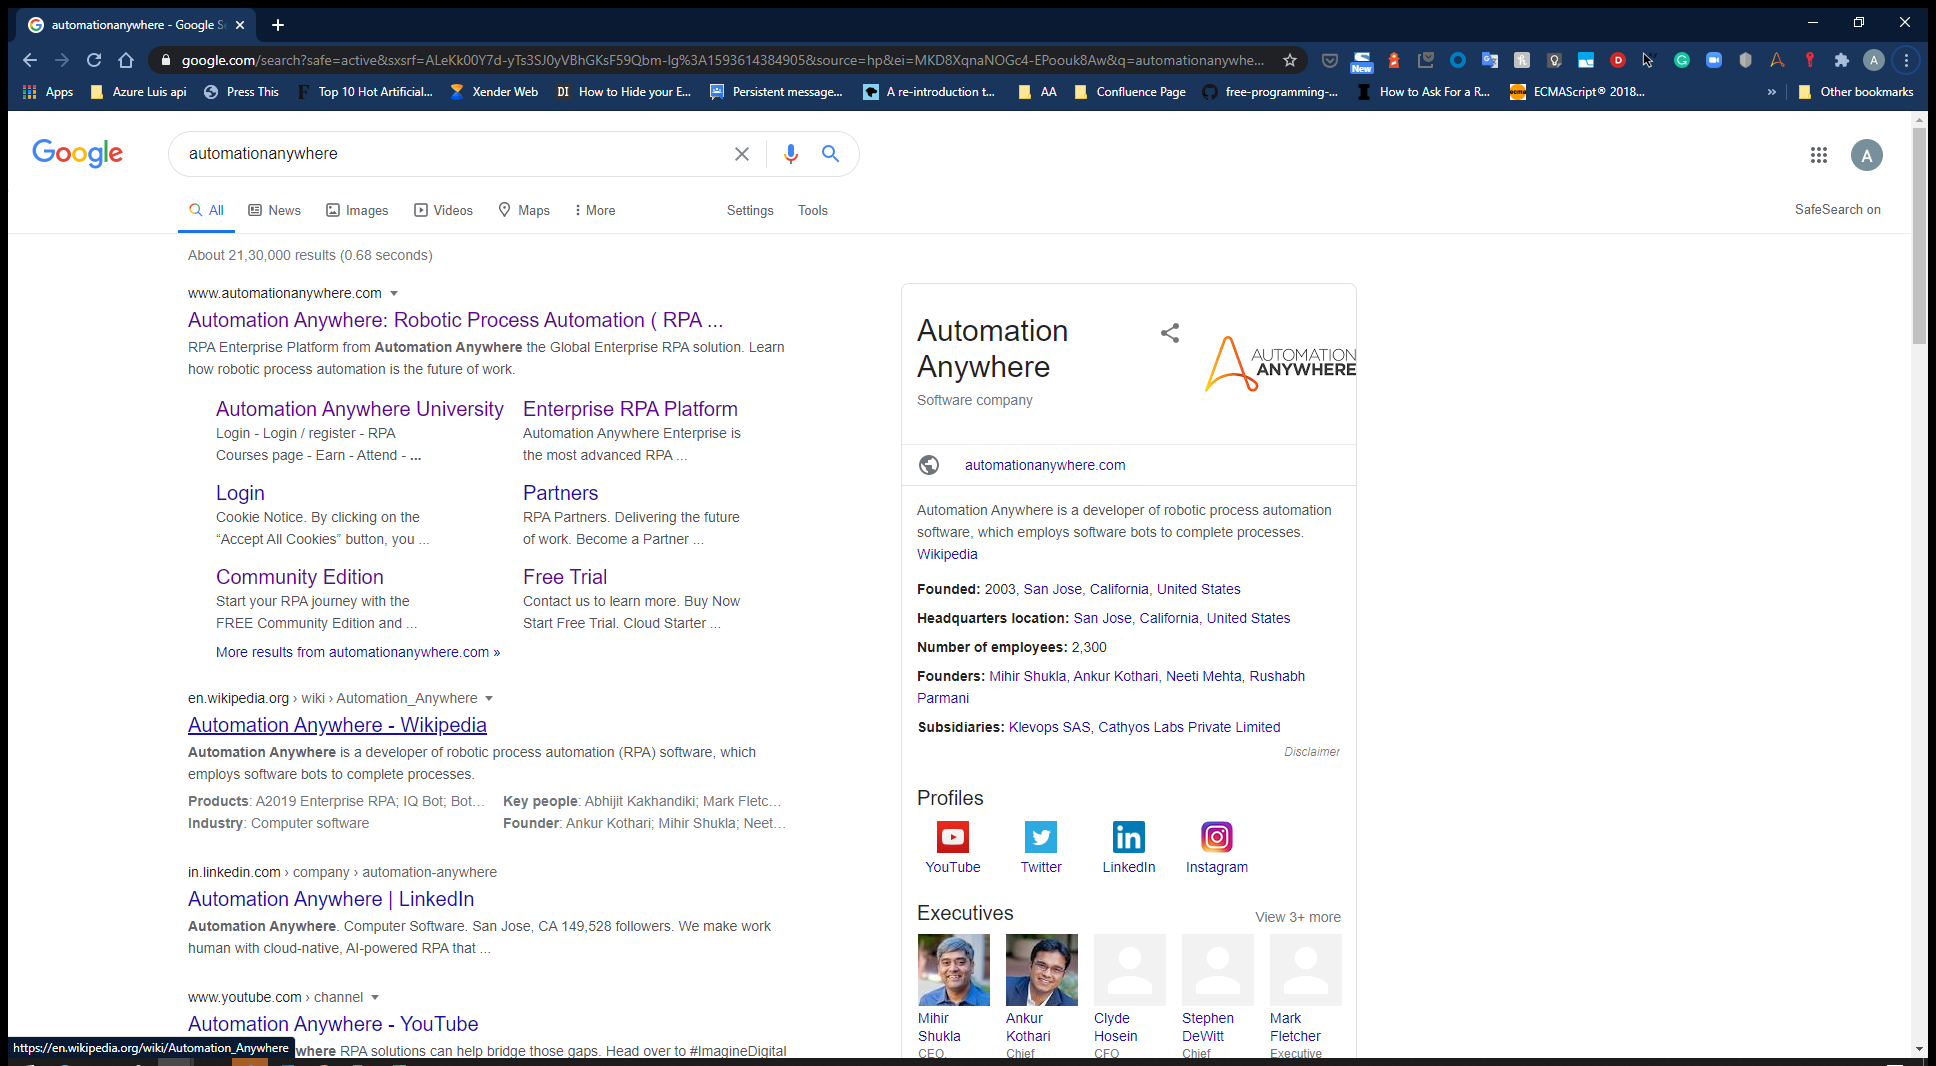 automationanywhere - Google S
google.com/search?safe=active&sxsrf=ALeKk00Y7d-yTs3SJ0yVBhGKsF59Qbm-lg%3A1593614384905&source=hp&ei=MKD8XqnaNOGc4-EPoouk8Aw&q=automationanywhe...
New
A
Apps Azure Luis api Press This Top 10 Hot Artificial... Xender Web DI How to Hide your E... Persistent message... A re-introduction t... AA Confluence Page free-programming-... How to Ask For a R... ECMAScript® 2018... » Other bookmarks
Google automationanywhere A
All News Images Videos Maps More Settings Tools SafeSearch on
About 21,30,000 results (0.68 seconds)
www.automationanywhere.com
Automation Anywhere: Robotic Process Automation ( RPA ...
RPA Enterprise Platform from Automation Anywhere the Global Enterprise RPA solution. Learn
how robotic process automation is the future of work.
Automation Anywhere University
Login - Login / register - RPA
Courses page - Earn - Attend - ...
Enterprise RPA Platform
Automation Anywhere Enterprise is
the most advanced RPA ...
Login
Cookie Notice. By clicking on the
“Accept All Cookies” button, you ...
Partners
RPA Partners. Delivering the future
of work. Become a Partner ...
Community Edition
Start your RPA journey with the
FREE Community Edition and ...
Free Trial
Contact us to learn more. Buy Now
Start Free Trial. Cloud Starter ...
More results from automationanywhere.com »
en.wikipedia.org › wiki › Automation_Anywhere
Automation Anywhere - Wikipedia
Automation Anywhere is a developer of robotic process automation (RPA) software, which
employs software bots to complete processes.
Products: A2019 Enterprise RPA; IQ Bot; Bot... Key people: Abhijit Kakhandiki; Mark Fletc...
Industry: Computer software Founder: Ankur Kothari; Mihir Shukla; Neet...
in.linkedin.com › company › automation-anywhere
Automation Anywhere | LinkedIn
Automation Anywhere. Computer Software. San Jose, CA 149,528 followers. We make work
human with cloud-native, AI-powered RPA that ...
www.youtube.com › channel
Automation Anywhere - YouTube
where RPA solutions can help bridge those gaps. Head over to #ImagineDigital
https://en.wikipedia.org/wiki/Automation_Anywhere
Automation
Anywhere
Software company
AUTOMATION
ANYWHERE
automationanywhere.com
Automation Anywhere is a developer of robotic process automation
software, which employs software bots to complete processes.
Wikipedia
Founded: 2003, San Jose, California, United States
Headquarters location: San Jose, California, United States
Number of employees: 2,300
Founders: Mihir Shukla, Ankur Kothari, Neeti Mehta, Rushabh
Parmani
Subsidiaries: Klevops SAS, Cathyos Labs Private Limited
Disclaimer
Profiles
YouTube Twitter LinkedIn Instagram
Executives View 3+ more
Mihir Ankur Clyde Stephen Mark
Shukla Kothari Hosein DeWitt Fletcher
CEO, Chief CFO Chief Executive